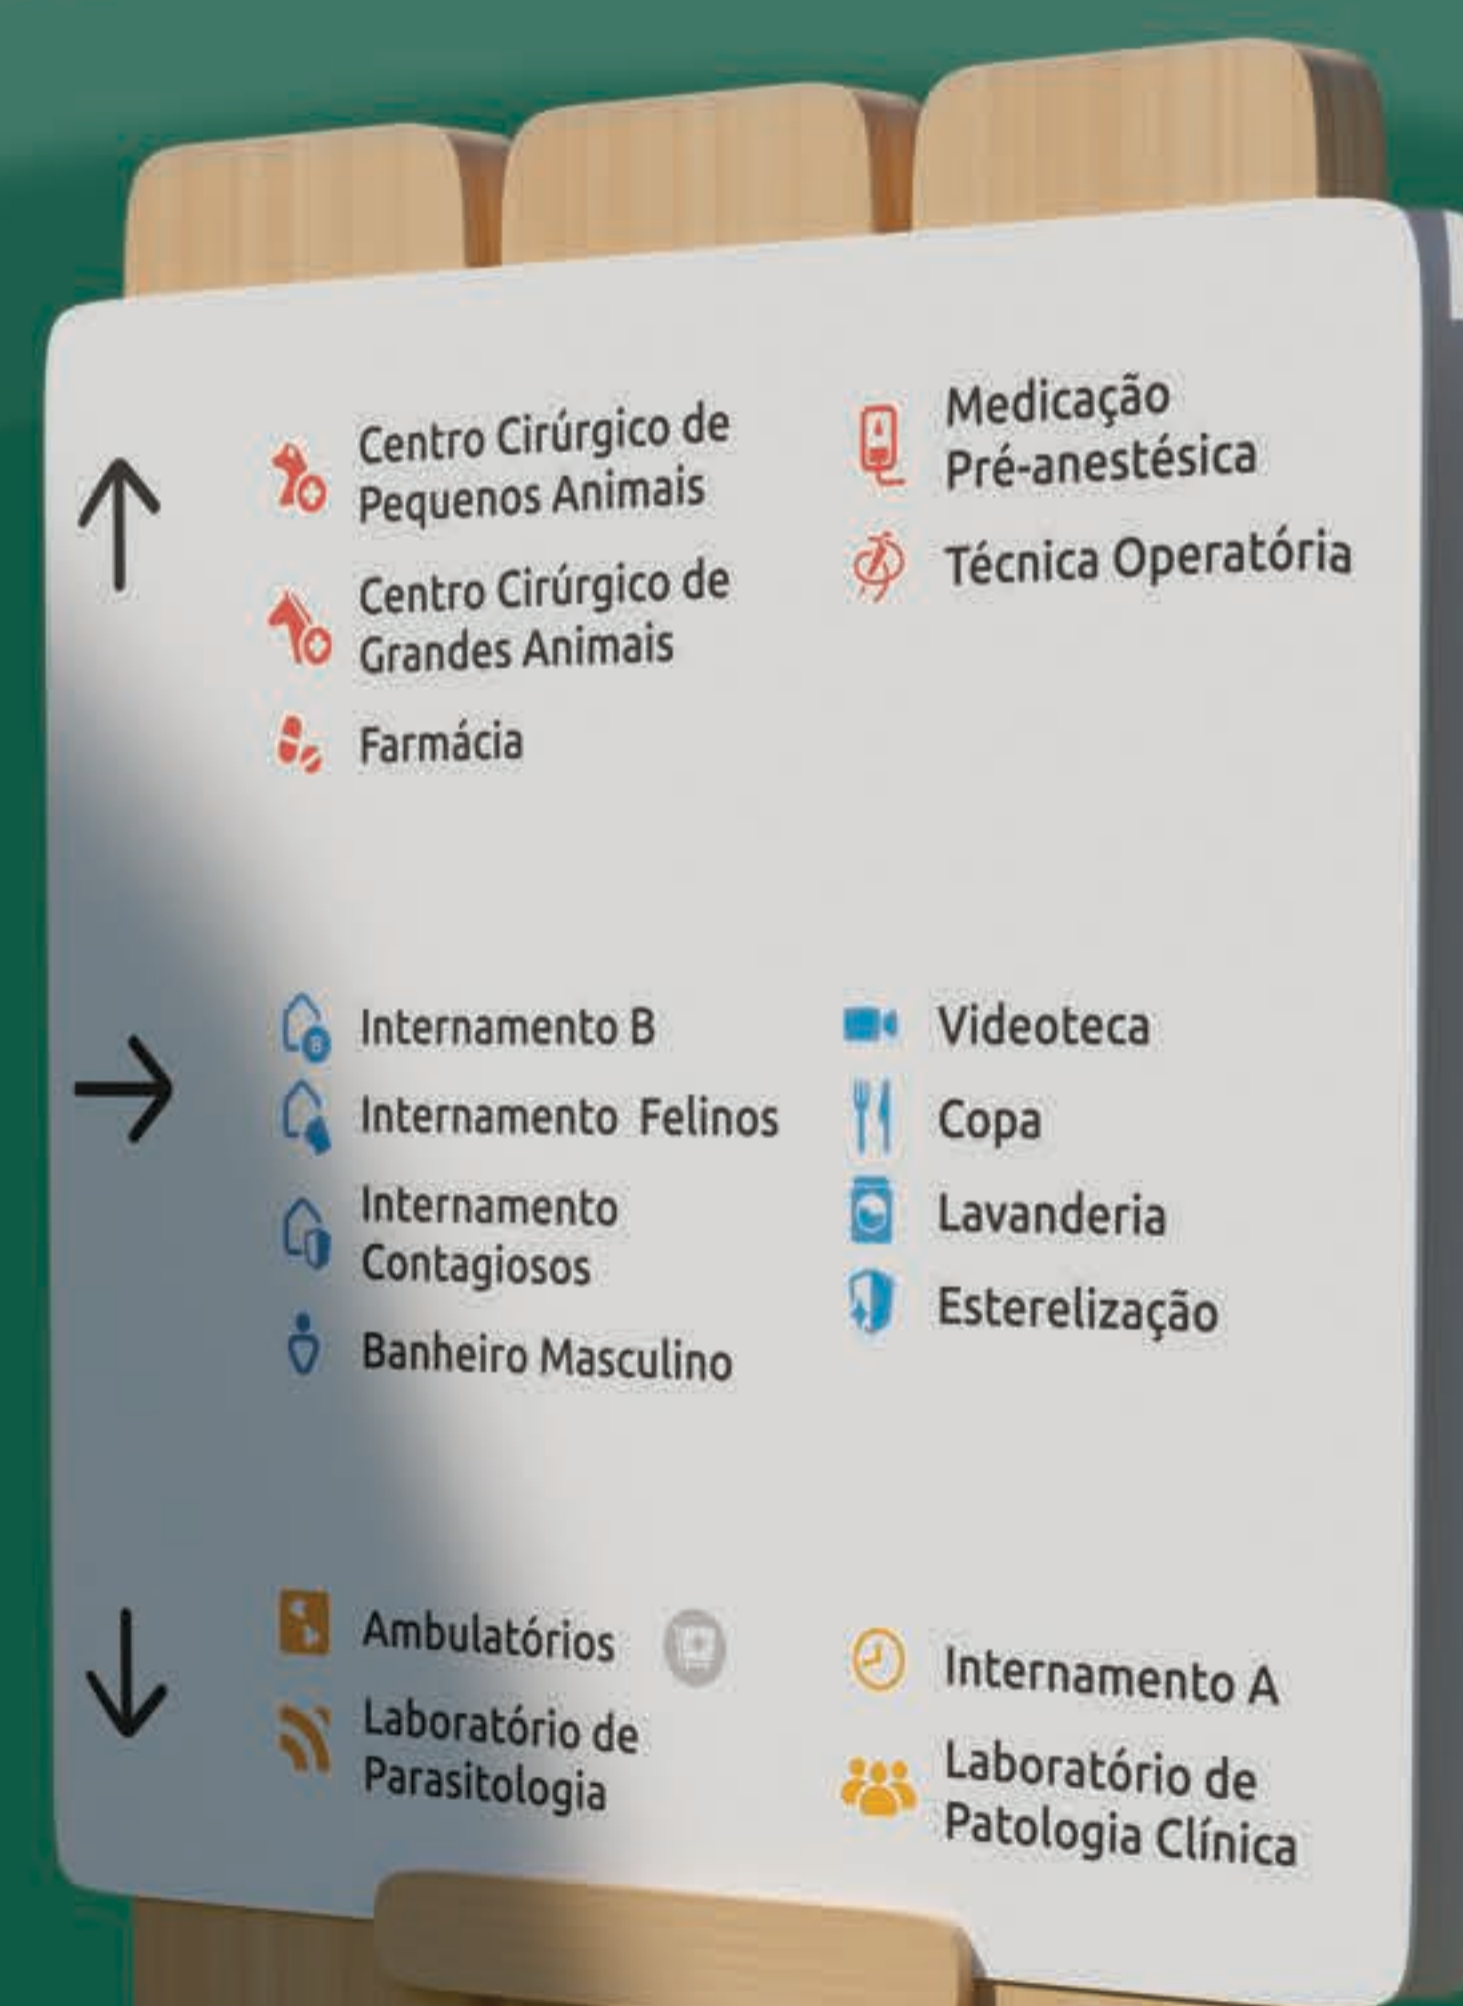 Centro Cirúrgico de
Pequenos Animais
Centro Cirúrgico de
Grandes Animais
Farmácia
Medicação
Pré-anestésica
Técnica Operatória
Internamento B
Internamento Felinos
Internamento
Contagiosos
Banheiro Masculino
Videoteca
Copa
Lavanderia
Esterelização
Ambulatórios
Laboratório de
Parasitologia
Internamento A
Laboratório de
Patologia Clínica